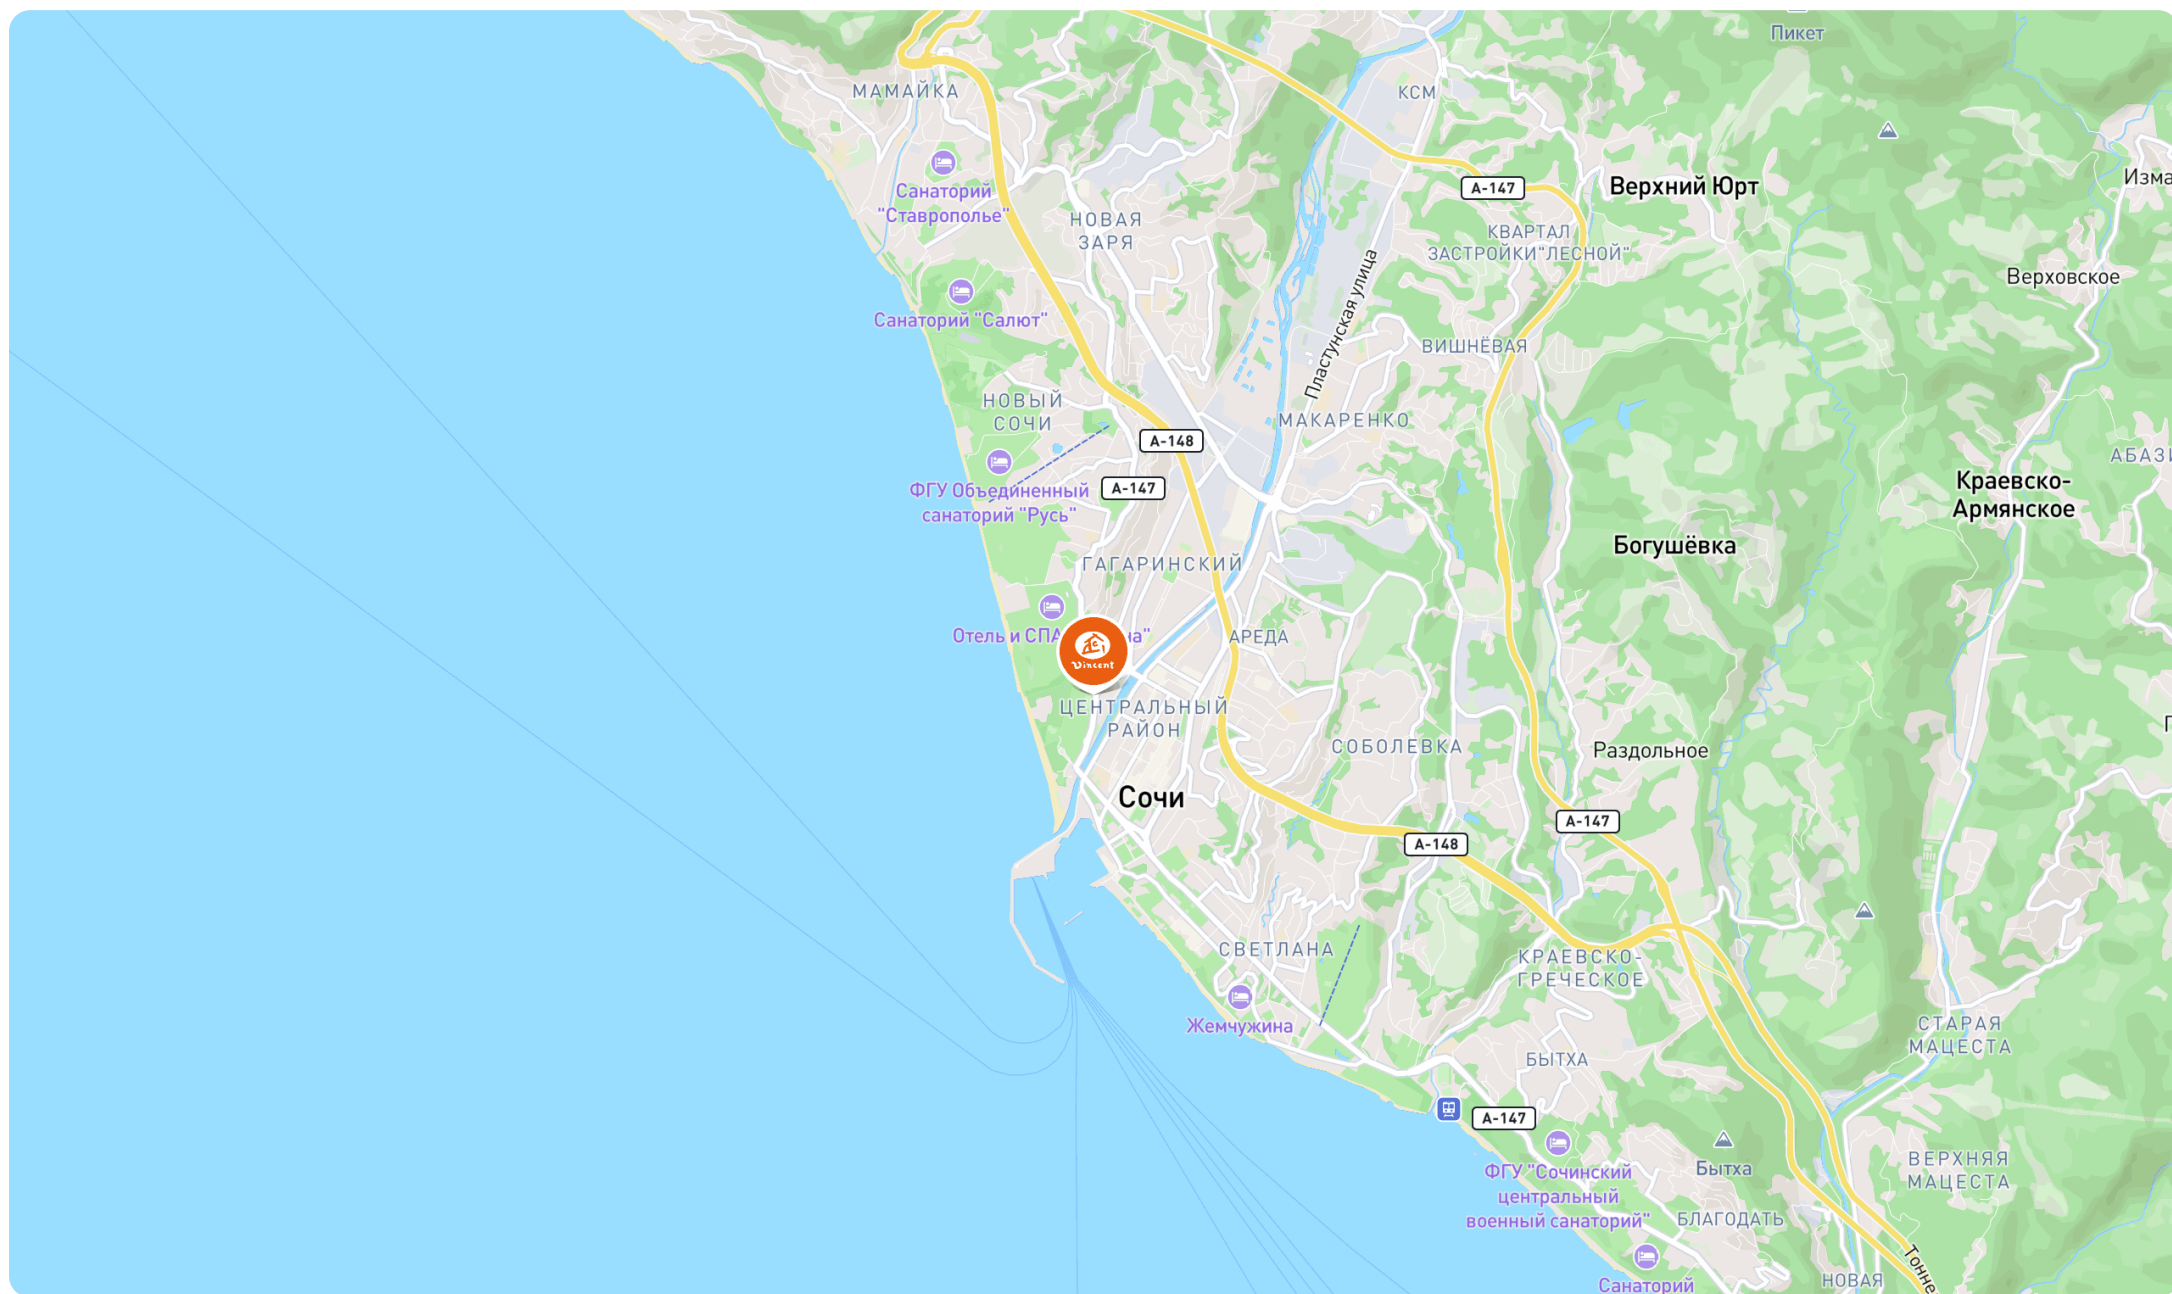 Пикет
МАМАЙКА
КСМ
Санаторий
"Ставрополье"
А-147
Верхний Юрт
НОВАЯ
ЗАРЯ
КВАРТАЛ
ЗАСТРОЙКИ"ЛЕСНОЙ"
Верховское
Санаторий "Салют"
Пластунская улица
ВИШНЁВАЯ
НОВЫЙ
СОЧИ
МАКАРЕНКО
А-148
ФГУ Объединенный
санаторий "Русь"
А-147
Краевско-
Армянское
Богушёвка
ГАГАРИНСКИЙ
Отель и СПА
Vincent
АРЕДА
ЦЕНТРАЛЬНЫЙ
РАЙОН
СОБОЛЕВКА
Раздольное
Сочи
А-147
А-148
СВЕТЛАНА
КРАЕВСКО-
ГРЕЧЕСКОЕ
Жемчужина
СТАРАЯ
МАЦЕСТА
БЫТХА
А-147
ФГУ "Сочинский
центральный
военный санаторий"
Бытха
ВЕРХНЯЯ
МАЦЕСТА
БЛАГОДАТЬ
Санаторий
НОВАЯ